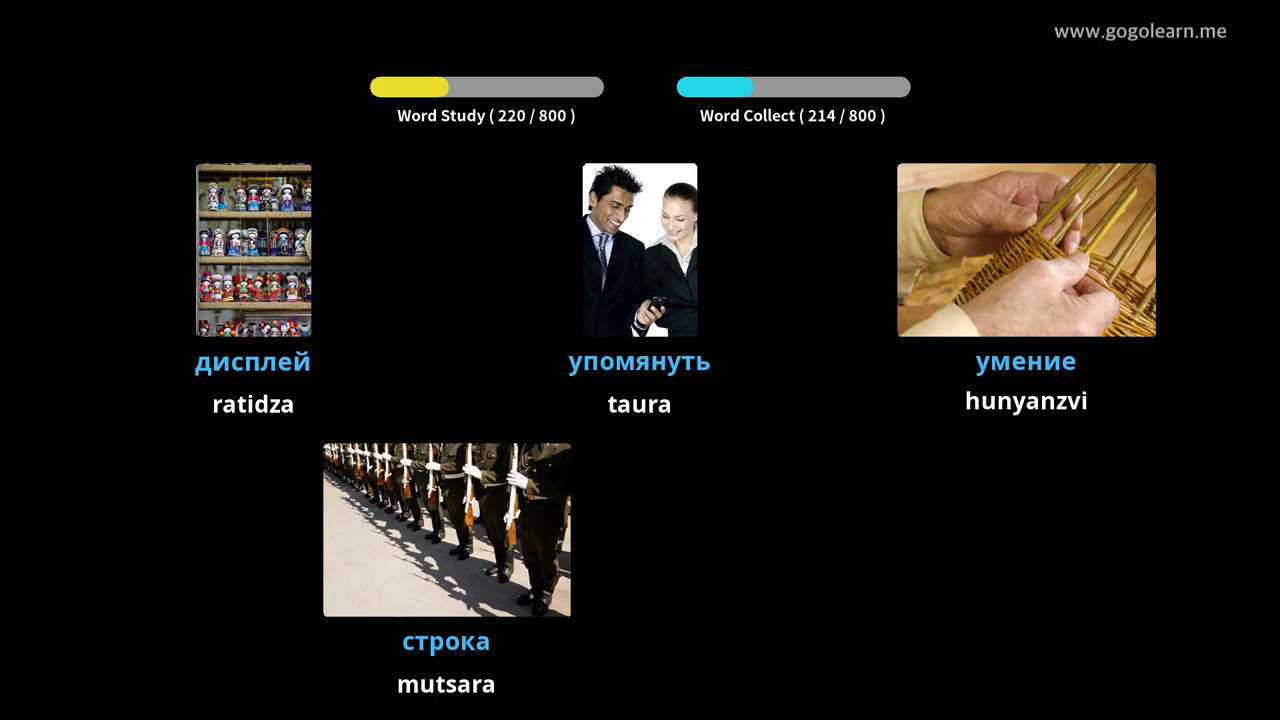 www.gogolearn.me
Word Study ( 220 / 800 )
Word Collect ( 214 / 800 )
дисплей
ratidza
упомянуть
taura
умение
hunyanzvi
строка
mutsara